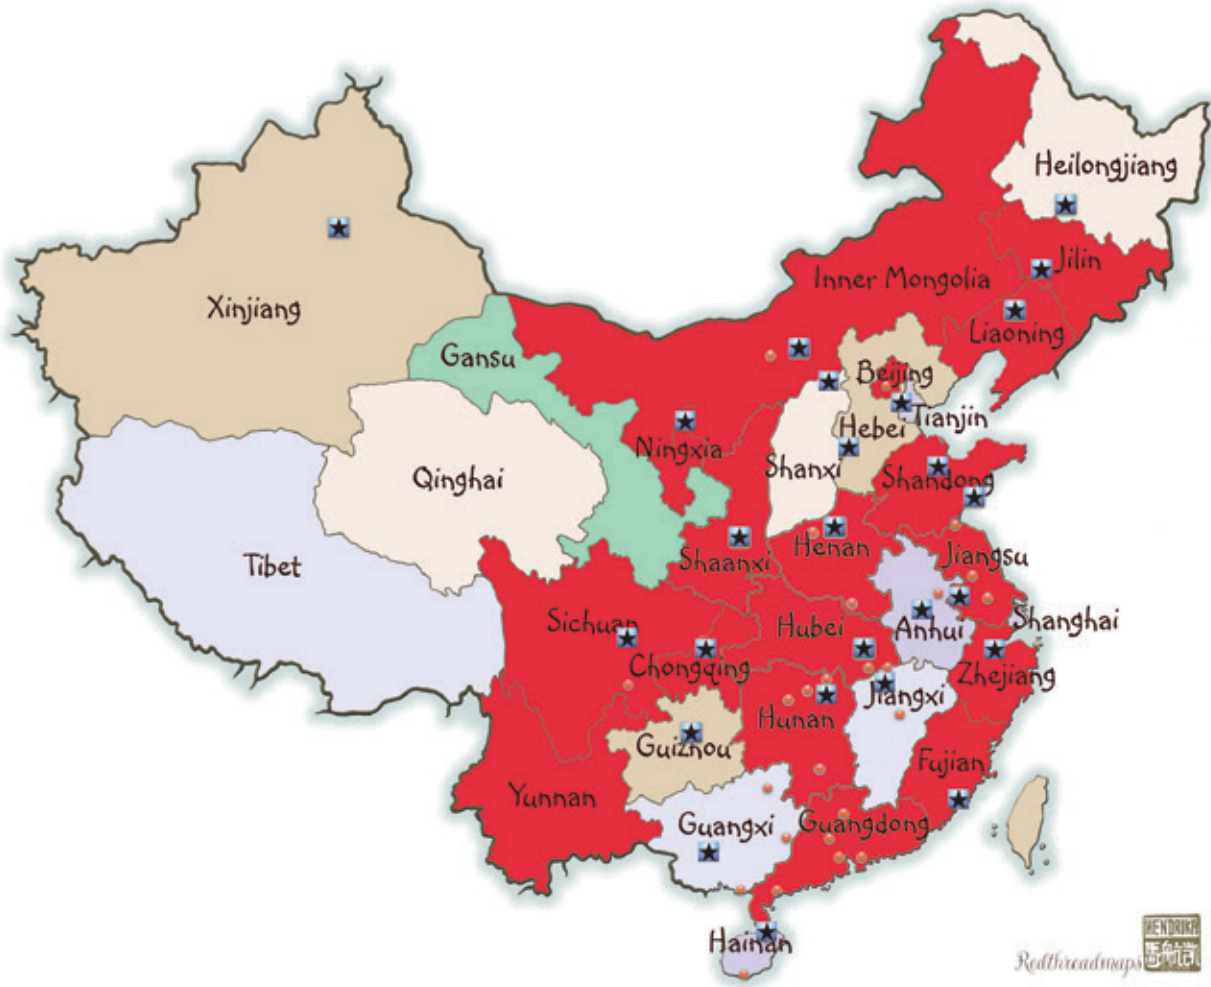 Heilongjiang
Jilin
Inner Mongolia
Xinjiang
Liaoning
Gansu
Beijing
Tianjin
Hebei
Ningxia
Shanxi
Qinghai
Shandong
Henan
Jiangsu
Shaanxi
Tibet
Sichuan
Hubei
Anhui
Shanghai
Chongqing
Zhejiang
Jiangxi
Hunan
Guizhou
Fujian
Yunnan
Guangxi
Guangdong
Hainan
HENDRIKA
Redthreadmaps